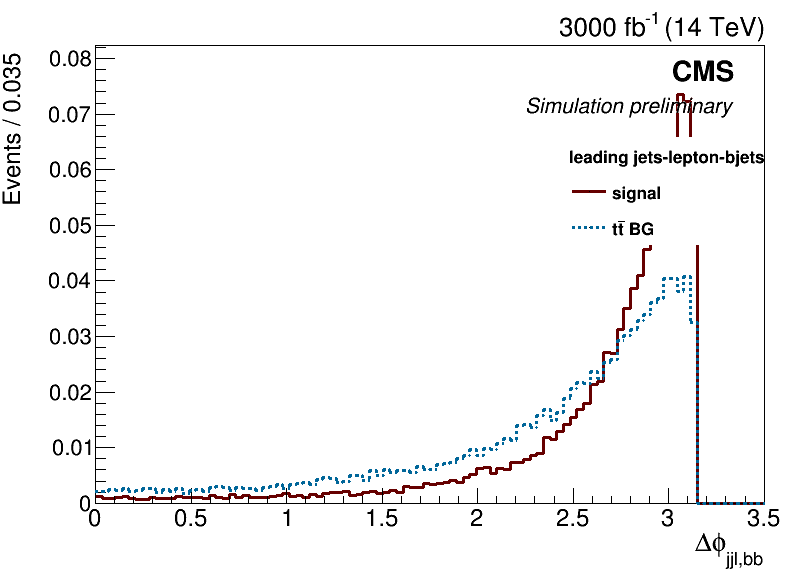 3000 fb-1 (14 TeV)
CMS
Simulation preliminary
leading jets-lepton-bjets
signal
tt̄ BG
Events / 0.035
0.08
0.07
0.06
0.05
0.04
0.03
0.02
0.01
0
0 0.5 1 1.5 2 2.5 3 3.5
Δϕjjl,bb